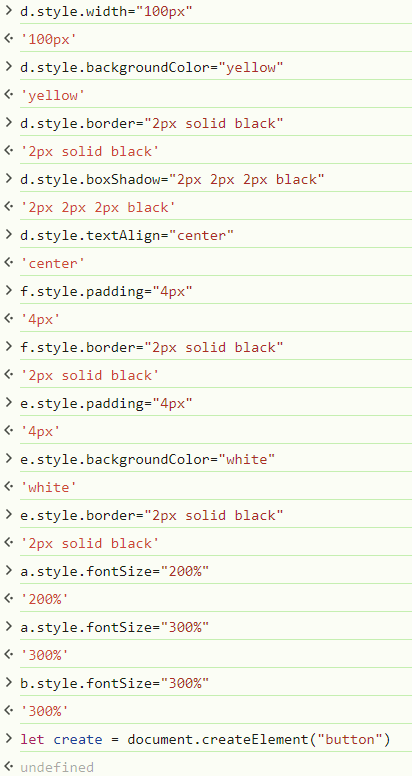 > d.style.width="100px"
<· '100px'
> d.style.backgroundColor="yellow"
<· 'yellow'
> d.style.border="2px solid black"
<· '2px solid black'
> d.style.boxShadow="2px 2px 2px black"
<· '2px 2px 2px black'
> d.style.textAlign="center"
<· 'center'
> f.style.padding="4px"
<· '4px'
> f.style.border="2px solid black"
<· '2px solid black'
> e.style.padding="4px"
<· '4px'
> e.style.backgroundColor="white"
<· 'white'
> e.style.border="2px solid black"
<· '2px solid black'
> a.style.fontSize="200%"
<· '200%'
> a.style.fontSize="300%"
<· '300%'
> b.style.fontSize="300%"
<· '300%'
> let create = document.createElement("button")
<· undefined